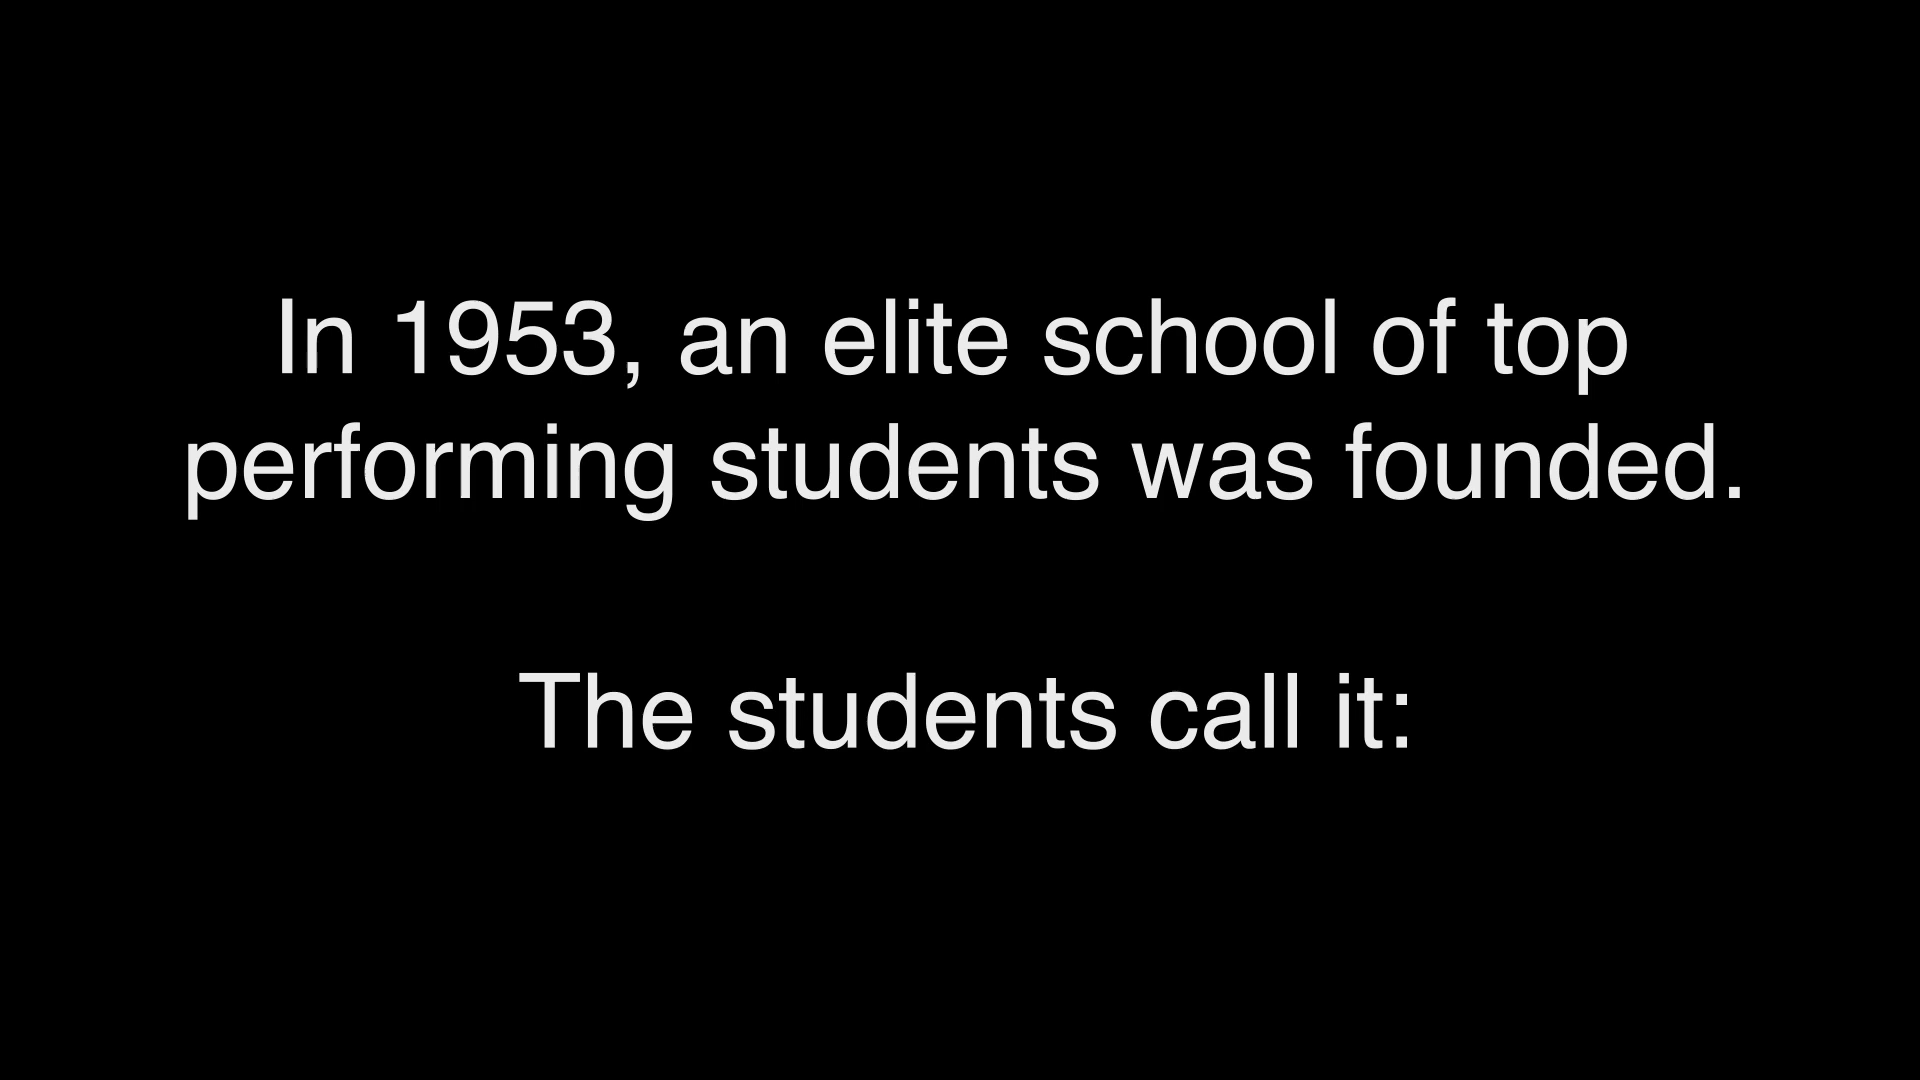 In 1953, an elite school of top
performing students was founded.
The students call it: